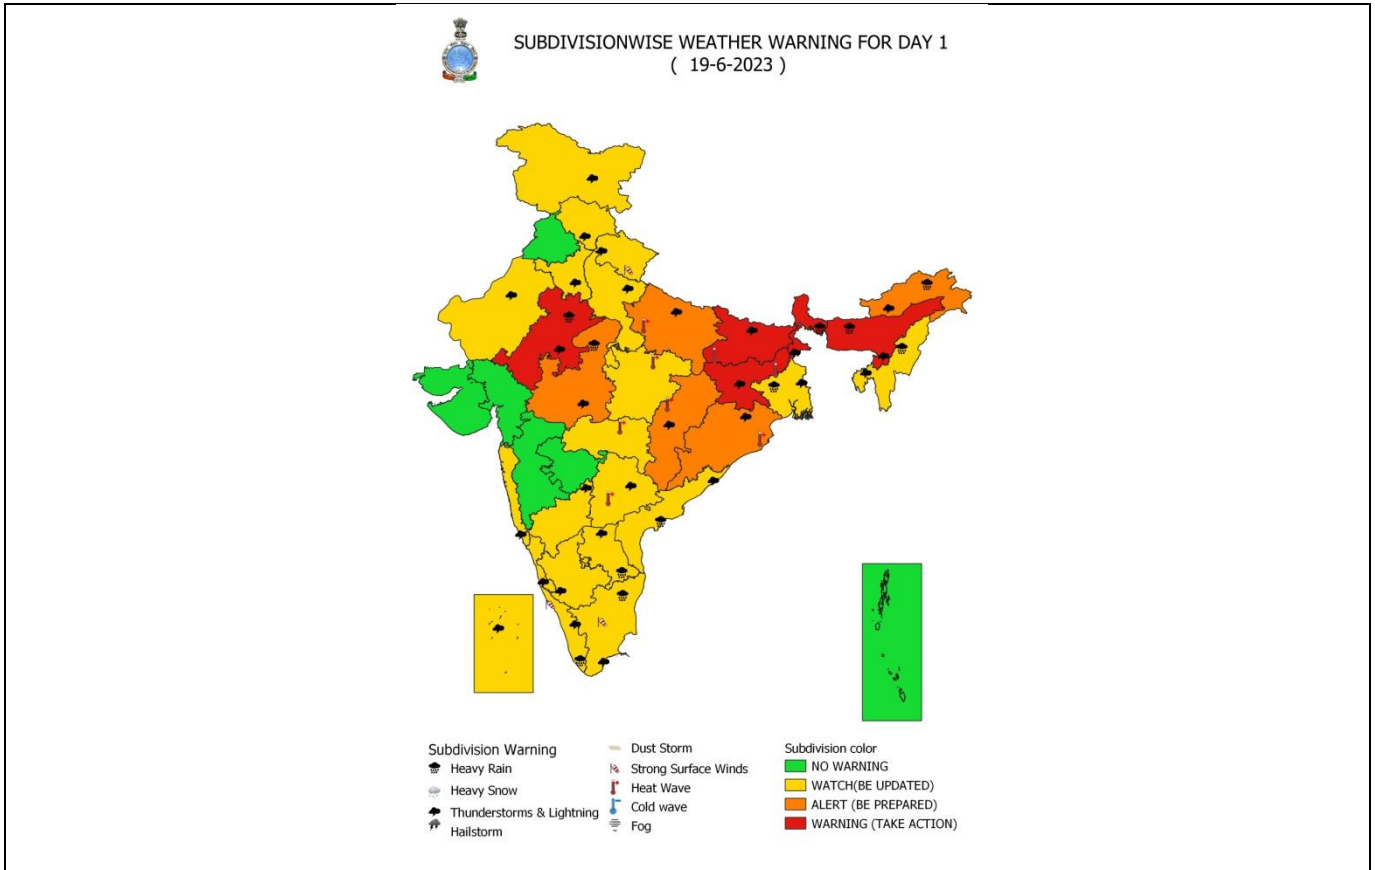 SUBDIVISIONWISE WEATHER WARNING FOR DAY 1
( 19-6-2023 )
Subdivision Warning
Heavy Rain
Heavy Snow
Thunderstorms & Lightning
Hailstorm
Dust Storm
Strong Surface Winds
Heat Wave
Cold wave
Fog
Subdivision color
NO WARNING
WATCH(BE UPDATED)
ALERT (BE PREPARED)
WARNING (TAKE ACTION)